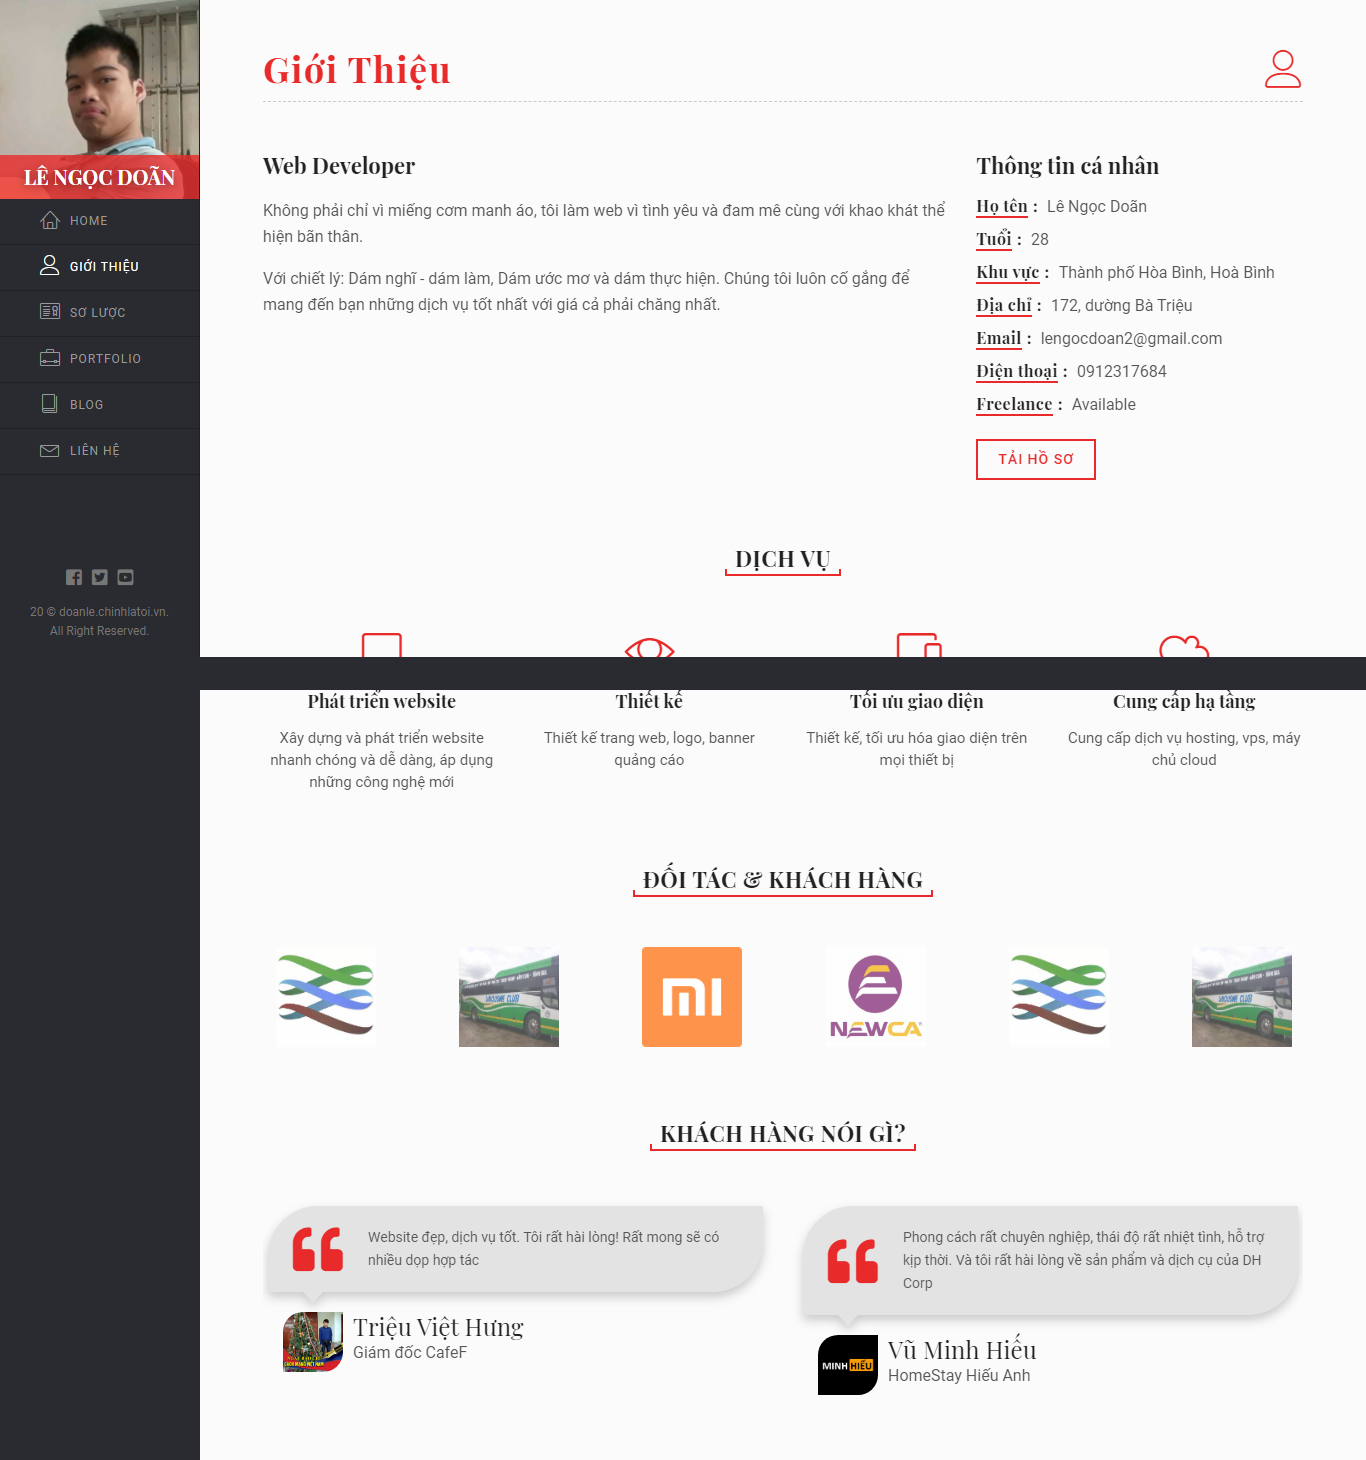 LÊ NGỌC DOÃN
HOME
GIỚI THIỆU
SƠ LƯỢC
PORTFOLIO
BLOG
LIÊN HỆ
20 © doanle.chinhlatoi.vn.
All Right Reserved.
Giới Thiệu
Web Developer
Không phải chỉ vì miếng cơm manh áo, tôi làm web vì tình yêu và đam mê cùng với khao khát thể
hiện bãn thân.
Với chiết lý: Dám nghĩ - dám làm, Dám ước mơ và dám thực hiện. Chúng tôi luôn cố gắng để
mang đến bạn những dịch vụ tốt nhất với giá cả phải chăng nhất.
Thông tin cá nhân
Họ tên : Lê Ngọc Doãn
Tuổi : 28
Khu vực : Thành phố Hòa Bình, Hoà Bình
Địa chỉ : 172, dường Bà Triệu
Email : lengocdoan2@gmail.com
Điện thoại : 0912317684
Freelance : Available
TẢI HỒ SƠ
DỊCH VỤ
Phát triển website
Xây dựng và phát triển website
nhanh chóng và dễ dàng, áp dụng
những công nghệ mới
Thiết kế
Thiết kế trang web, logo, banner
quảng cáo
Tối ưu giao diện
Thiết kế, tối ưu hóa giao diện trên
mọi thiết bị
Cung cấp hạ tầng
Cung cấp dịch vụ hosting, vps, máy
chủ cloud
ĐỐI TÁC & KHÁCH HÀNG
LIMOUSINE CLUB
mi
NEWCA
LIMOUSINE CLUB
KHÁCH HÀNG NÓI GÌ?
Website đẹp, dịch vụ tốt. Tôi rất hài lòng! Rất mong sẽ có
nhiều dọp hợp tác
Triệu Việt Hưng
Giám đốc CafeF
Phong cách rất chuyên nghiệp, thái độ rất nhiệt tình, hỗ trợ
kịp thời. Và tôi rất hài lòng về sản phẩm và dịch cụ của DH
Corp
MINH HIẾU
Vũ Minh Hiếu
HomeStay Hiếu Anh